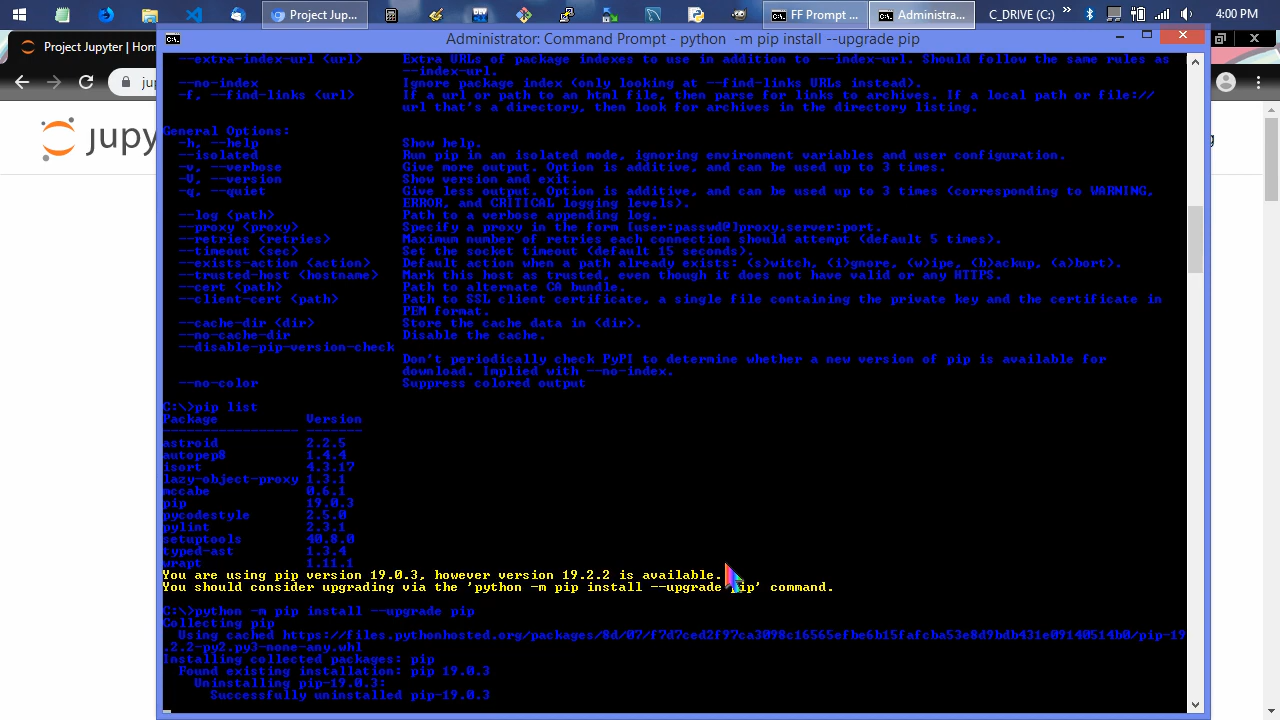 Project Jup...
FF Prompt ...
Administra...
C_DRIVE (C:)
4:00 PM
Project Jupyter | Hom
Administrator: Command Prompt - python -m pip install --upgrade pip
jup
jupy
g
--extra-index-url <url> Extra URLs of package indexes to use in addition to --index-url. Should follow the same rules as
--index-url.
--no-index Ignore package index (only looking at --find-links URLs instead).
-f, --find-links <url> If a url or path to an html file, then parse for links to archives. If a local path or file://
url that's a directory, then look for archives in the directory listing.
General Options:
-h, --help Show help.
--isolated Run pip in an isolated mode, ignoring environment variables and user configuration.
-v, --verbose Give more output. Option is additive, and can be used up to 3 times.
-V, --version Show version and exit.
-q, --quiet Give less output. Option is additive, and can be used up to 3 times (corresponding to WARNING,
ERROR, and CRITICAL logging levels).
--log <path> Path to a verbose appending log.
--proxy <proxy> Specify a proxy in the form [user:passwd@]proxy.server:port.
--retries <retries> Maximum number of retries each connection should attempt (default 5 times).
--timeout <sec> Set the socket timeout (default 15 seconds).
--exists-action <action> Default action when a path already exists: (s)witch, (i)gnore, (w)ipe, (b)ackup, (a)bort).
--trusted-host <hostname> Mark this host as trusted, even though it does not have valid or any HTTPS.
--cert <path> Path to alternate CA bundle.
--client-cert <path> Path to SSL client certificate, a single file containing the private key and the certificate in
PEM format.
--cache-dir <dir> Store the cache data in <dir>.
--no-cache-dir Disable the cache.
--disable-pip-version-check
Don't periodically check PyPI to determine whether a new version of pip is available for
download. Implied with --no-index.
--no-color Suppress colored output
C:\>pip list
Package Version
----------------- -------
astroid 2.2.5
autopep8 1.4.4
isort 4.3.17
lazy-object-proxy 1.3.1
mccabe 0.6.1
pip 19.0.3
pycodestyle 2.5.0
pylint 2.3.1
setuptools 40.8.0
typed-ast 1.3.4
wrapt 1.11.1
You are using pip version 19.0.3, however version 19.2.2 is available.
You should consider upgrading via the 'python -m pip install --upgrade pip' command.
C:\>python -m pip install --upgrade pip
Collecting pip
Using cached https://files.pythonhosted.org/packages/8d/07/f7d7ced2f97ca3098c16565efbe6b15fafcba53e8d9bdb431e09140514b0/pip-19
.2.2-py2.py3-none-any.whl
Installing collected packages: pip
Found existing installation: pip 19.0.3
Uninstalling pip-19.0.3:
Successfully uninstalled pip-19.0.3